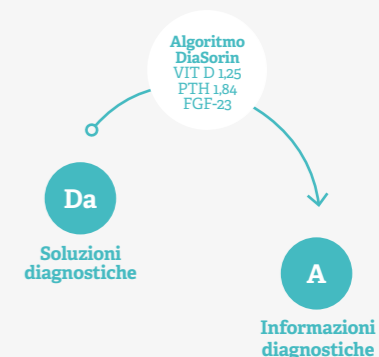 Algoritmo
DiaSorin
VIT D 1,25
PTH 1,84
FGF-23
Da
Soluzioni
diagnostiche
A
Informazioni
diagnostiche